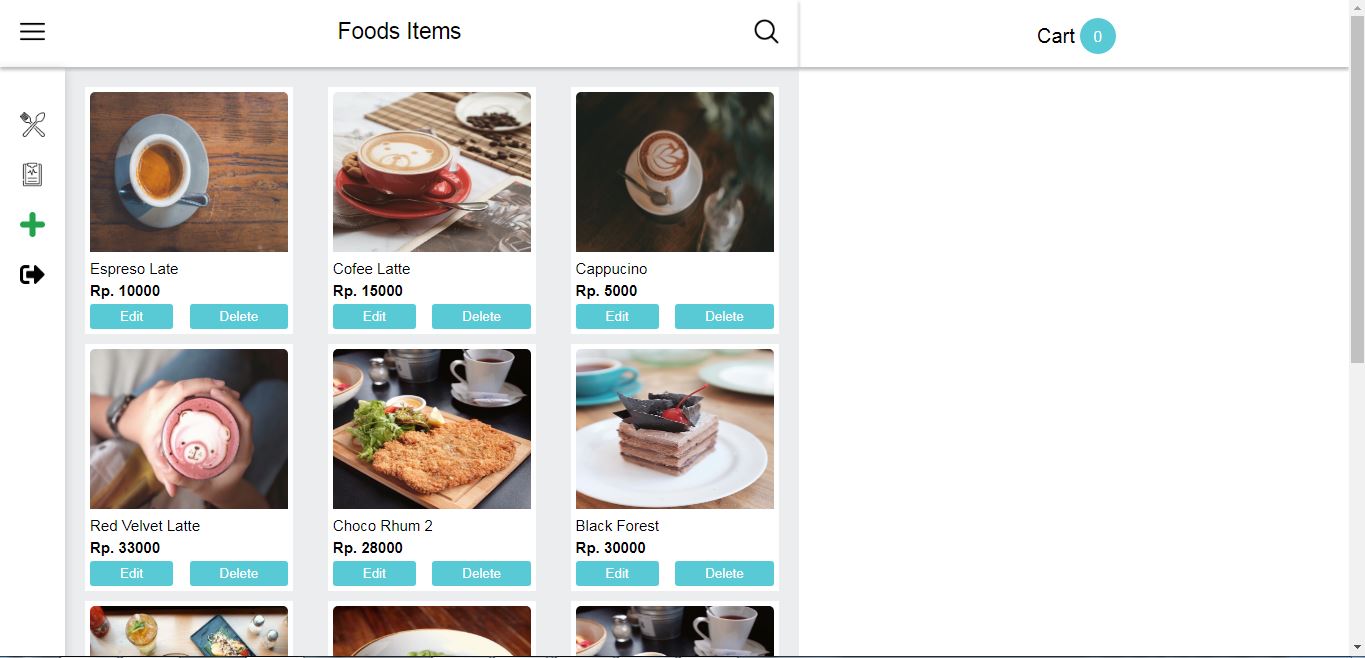 Foods Items
Cart 0
Espreso Late
Rp. 10000
Edit Delete
Cofee Latte
Rp. 15000
Edit Delete
Cappucino
Rp. 5000
Edit Delete
Red Velvet Latte
Rp. 33000
Edit Delete
Choco Rhum 2
Rp. 28000
Edit Delete
Black Forest
Rp. 30000
Edit Delete